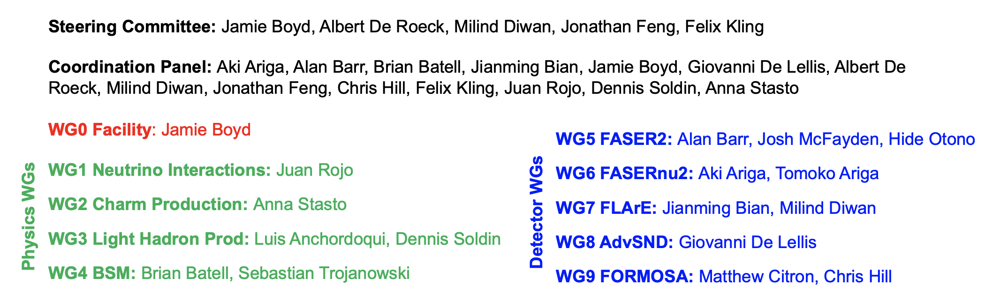 Steering Committee: Jamie Boyd, Albert De Roeck, Milind Diwan, Jonathan Feng, Felix Kling
Coordination Panel: Aki Ariga, Alan Barr, Brian Batell, Jianming Bian, Jamie Boyd, Giovanni De Lellis, Albert De
Roeck, Milind Diwan, Jonathan Feng, Chris Hill, Felix Kling, Juan Rojo, Dennis Soldin, Anna Stasto
WG0 Facility: Jamie Boyd
Physics WGs
WG1 Neutrino Interactions: Juan Rojo
WG2 Charm Production: Anna Stasto
WG3 Light Hadron Prod: Luis Anchordoqui, Dennis Soldin
WG4 BSM: Brian Batell, Sebastian Trojanowski
Detector WGs
WG5 FASER2: Alan Barr, Josh McFayden, Hide Otono
WG6 FASERnu2: Aki Ariga, Tomoko Ariga
WG7 FLArE: Jianming Bian, Milind Diwan
WG8 AdvSND: Giovanni De Lellis
WG9 FORMOSA: Matthew Citron, Chris Hill